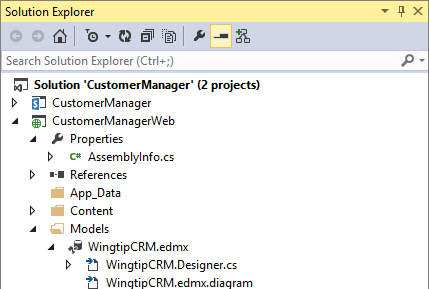 Solution Explorer
Search Solution Explorer (Ctrl+;)
Solution 'CustomerManager' (2 projects)
CustomerManager
CustomerManagerWeb
Properties
C# AssemblyInfo.cs
References
App_Data
Content
Models
WingtipCRM.edmx
WingtipCRM.Designer.cs
WingtipCRM.edmx.diagram